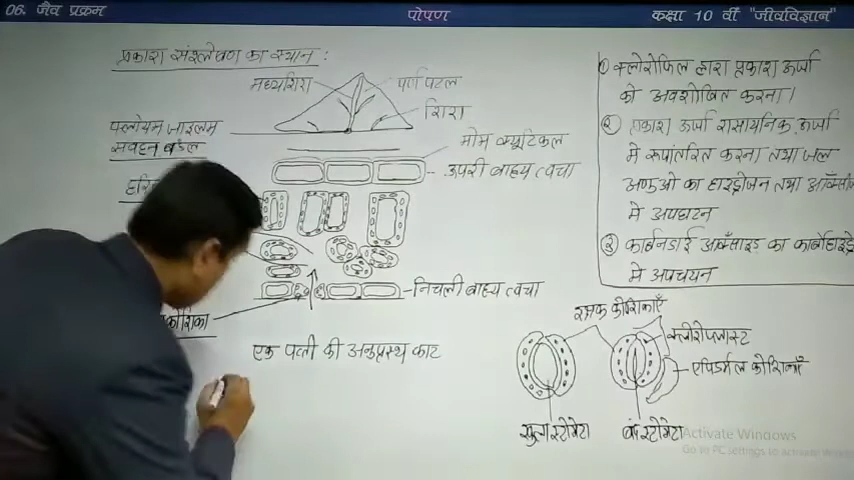 06. जैव प्रक्रम
पोषण
कक्षा 10 वीं "जीवविज्ञान"
प्रकाश संश्लेषण का स्थान :
मध्यशिरा
पर्ण पटल
शिरा
फ्लोयम जाइलम
संवहन बंडल
मोम क्यूटिकल
ऊपरी बाह्य त्वचा
निचली बाह्य त्वचा
एक पत्ती की अनुप्रस्थ काट
① क्लोरोफिल द्वारा प्रकाश ऊर्जा
को अवशोषित करना।
② प्रकाश ऊर्जा रासायनिक ऊर्जा
मे रूपांतरित करना तथा जल
अणुओ का हाइड्रोजन तथा ऑक्सी
मे अपघटन
③ कार्बनडाई ऑक्साइड का कार्बोहाइड्रे
मे अपचयन
रक्षक कोशिकाएँ
क्लोरोप्लास्ट
एपिडर्मल कोशिकाएँ
खुला स्टोमेटा
बंद स्टोमेटा
Activate Windows
Go to PC settings to activate Windows